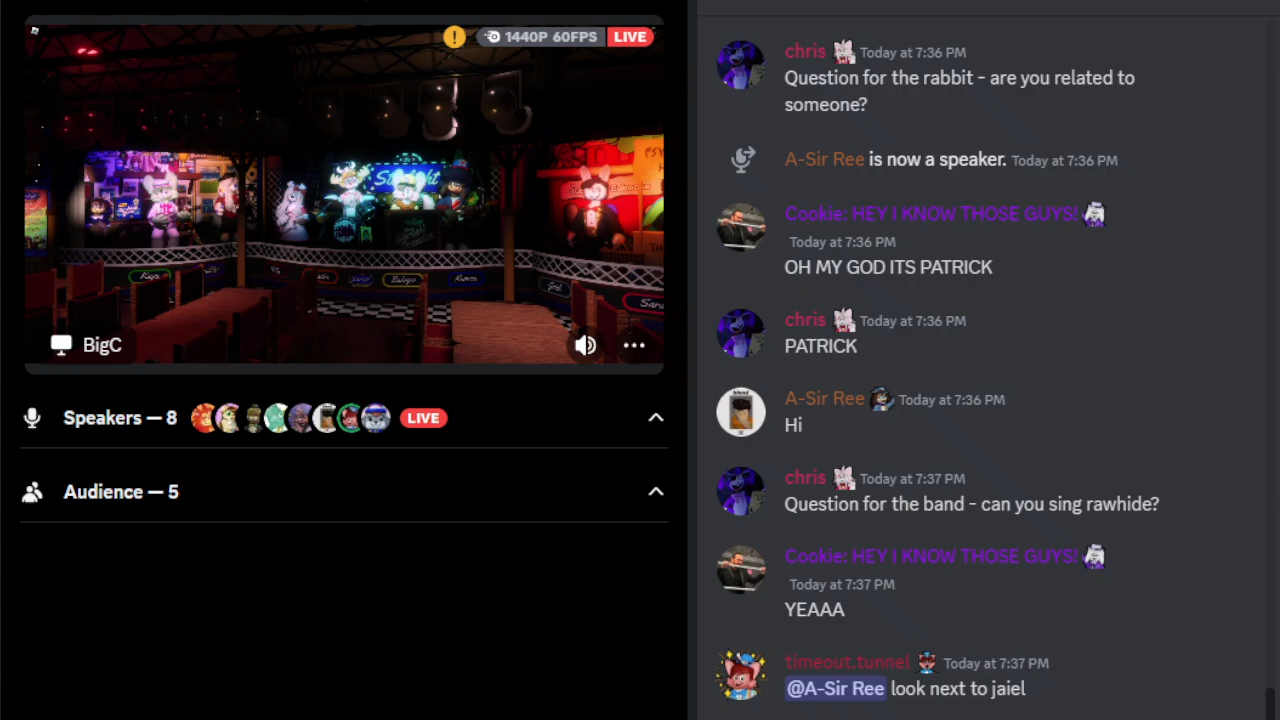 1440P 60FPS
LIVE
Starlight
BigC
Speakers — 8
LIVE
Audience — 5
chris
Today at 7:36 PM
Question for the rabbit - are you related to
someone?
A-Sir Ree is now a speaker. Today at 7:36 PM
Cookie: HEY I KNOW THOSE GUYS!
Today at 7:36 PM
OH MY GOD ITS PATRICK
chris
Today at 7:36 PM
PATRICK
A-Sir Ree
Today at 7:36 PM
Hi
chris
Today at 7:37 PM
Question for the band - can you sing rawhide?
Cookie: HEY I KNOW THOSE GUYS!
Today at 7:37 PM
YEAAA
timeout.tunnel
Today at 7:37 PM
@A-Sir Ree look next to jaiel